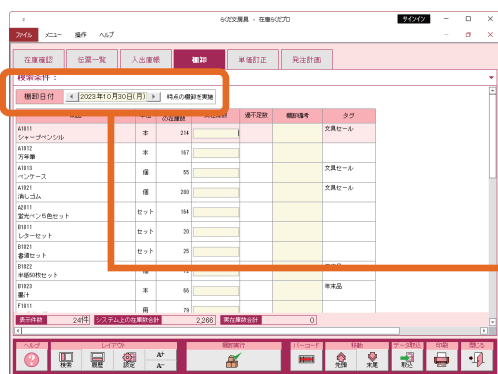 らくだ文房具 - 在庫らくだプロ
サインイン
ファイル メニュー 操作 ヘルプ
在庫確認 伝票一覧 入出庫帳 棚卸 単価訂正 発注計画
検索条件：
棚卸日付 2023年10月30日(月) 時点の棚卸を実施
の在庫数 過不足数 棚卸備考 タグ
A1011
シャープペンシル 本 214 文具セール
A1012
万年筆 本 167
A1013
ペンケース 個 55 文具セール
A1021
消しゴム 個 200 文具セール
A2011
蛍光ペン5色セット セット 164
B1011
レターセット セット 20
B1021
書道セット セット 25
B1022
半紙50枚セット
B1023
墨汁 本 56 年末品
F1011
冊 79
表示件数 241件 システム上の在庫数合計 2,266 実在庫数合計 0
ヘルプ レイアウト 棚卸実行 バーコード 移動 データ取込 印刷 閉じる
検索 履歴 設定 A+ A- 先頭 末尾 取込